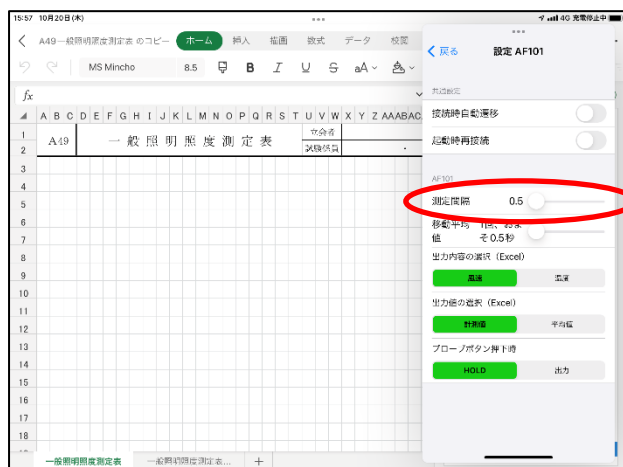 15:57 10月20日(木)
4G 充電停止中
A49一般照明照度測定表 のコピー ホーム 挿入 描画 数式 データ 校閲
MS Mincho 8.5 B I U S aA
fx
A B C D E F G H I J K L M N O P Q R S T U V W X Y Z AA AB AC
1
2
A49 一般照明照度測定表
立会者
試験係員
3
4
5
6
7
8
9
10
11
12
13
14
15
16
17
18
一般照明照度測定表 一般照明照度測定表... +
戻る 設定 AF101
共通設定
接続時自動遷移
起動時再接続
AF101
測定間隔 0.5
移動平均 1回、およ
値 そ0.5秒
出力内容の選択（Excel）
風速 温度
出力値の選択（Excel）
計測値 平均値
プローブボタン押下時
HOLD 出力